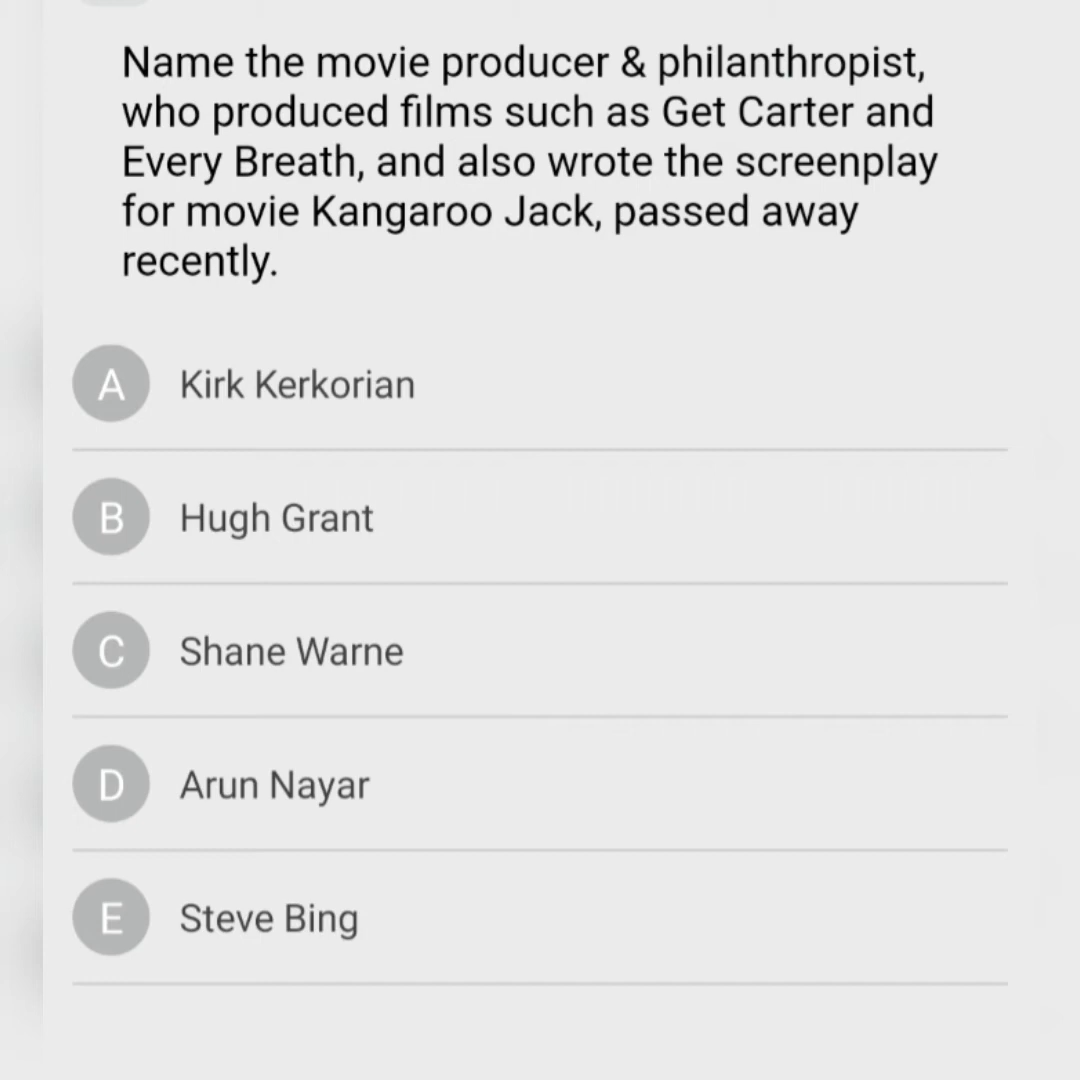 Name the movie producer & philanthropist,
who produced films such as Get Carter and
Every Breath, and also wrote the screenplay
for movie Kangaroo Jack, passed away
recently.
A Kirk Kerkorian
B Hugh Grant
C Shane Warne
D Arun Nayar
E Steve Bing